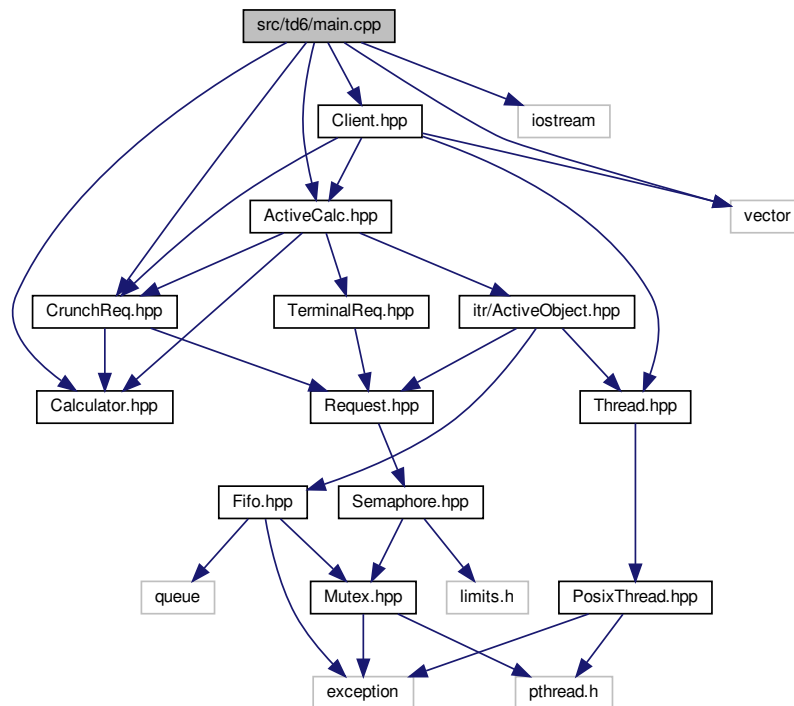 src/td6/main.cpp
Client.hpp
iostream
ActiveCalc.hpp
vector
CrunchReq.hpp
TerminalReq.hpp
itr/ActiveObject.hpp
Calculator.hpp
Request.hpp
Thread.hpp
Fifo.hpp
Semaphore.hpp
queue
Mutex.hpp
limits.h
PosixThread.hpp
exception
pthread.h